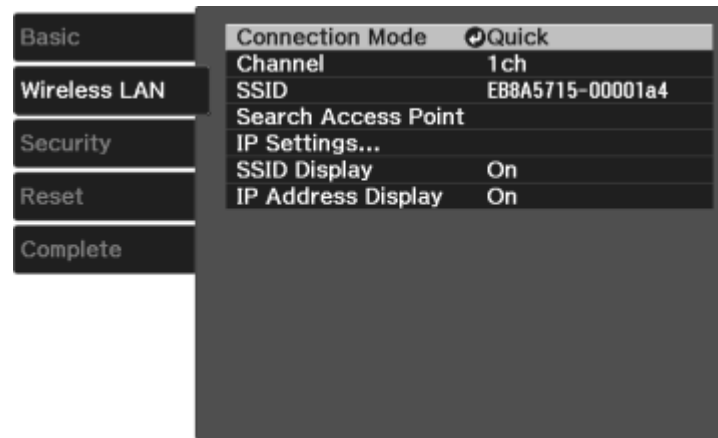 Basic
Wireless LAN
Security
Reset
Complete
Connection Mode Quick
Channel 1ch
SSID EB8A5715-00001a4
Search Access Point
IP Settings...
SSID Display On
IP Address Display On